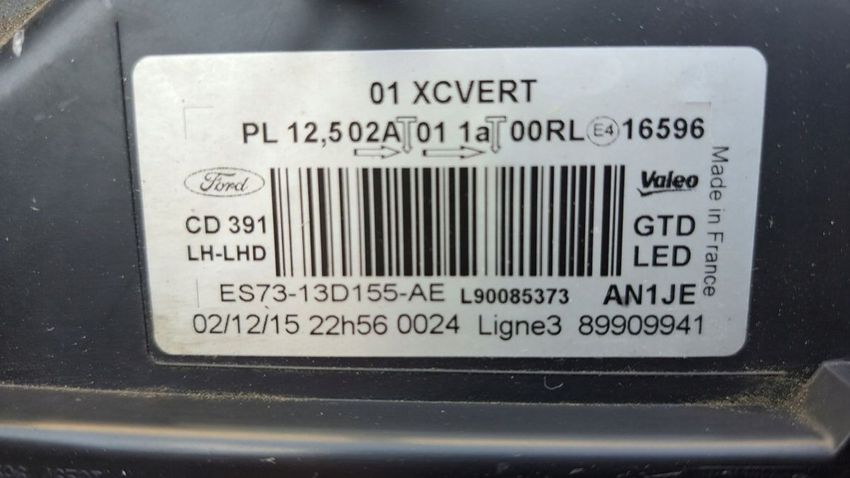 01 XCVERT
PL 12,5 02A 01 1a 00RL E4 16596
Ford
Valeo
CD 391
GTD
LH-LHD
LED
Made in France
ES73-13D155-AE L90085373 AN1JE
02/12/15 22h56 0024 Ligne3 89909941